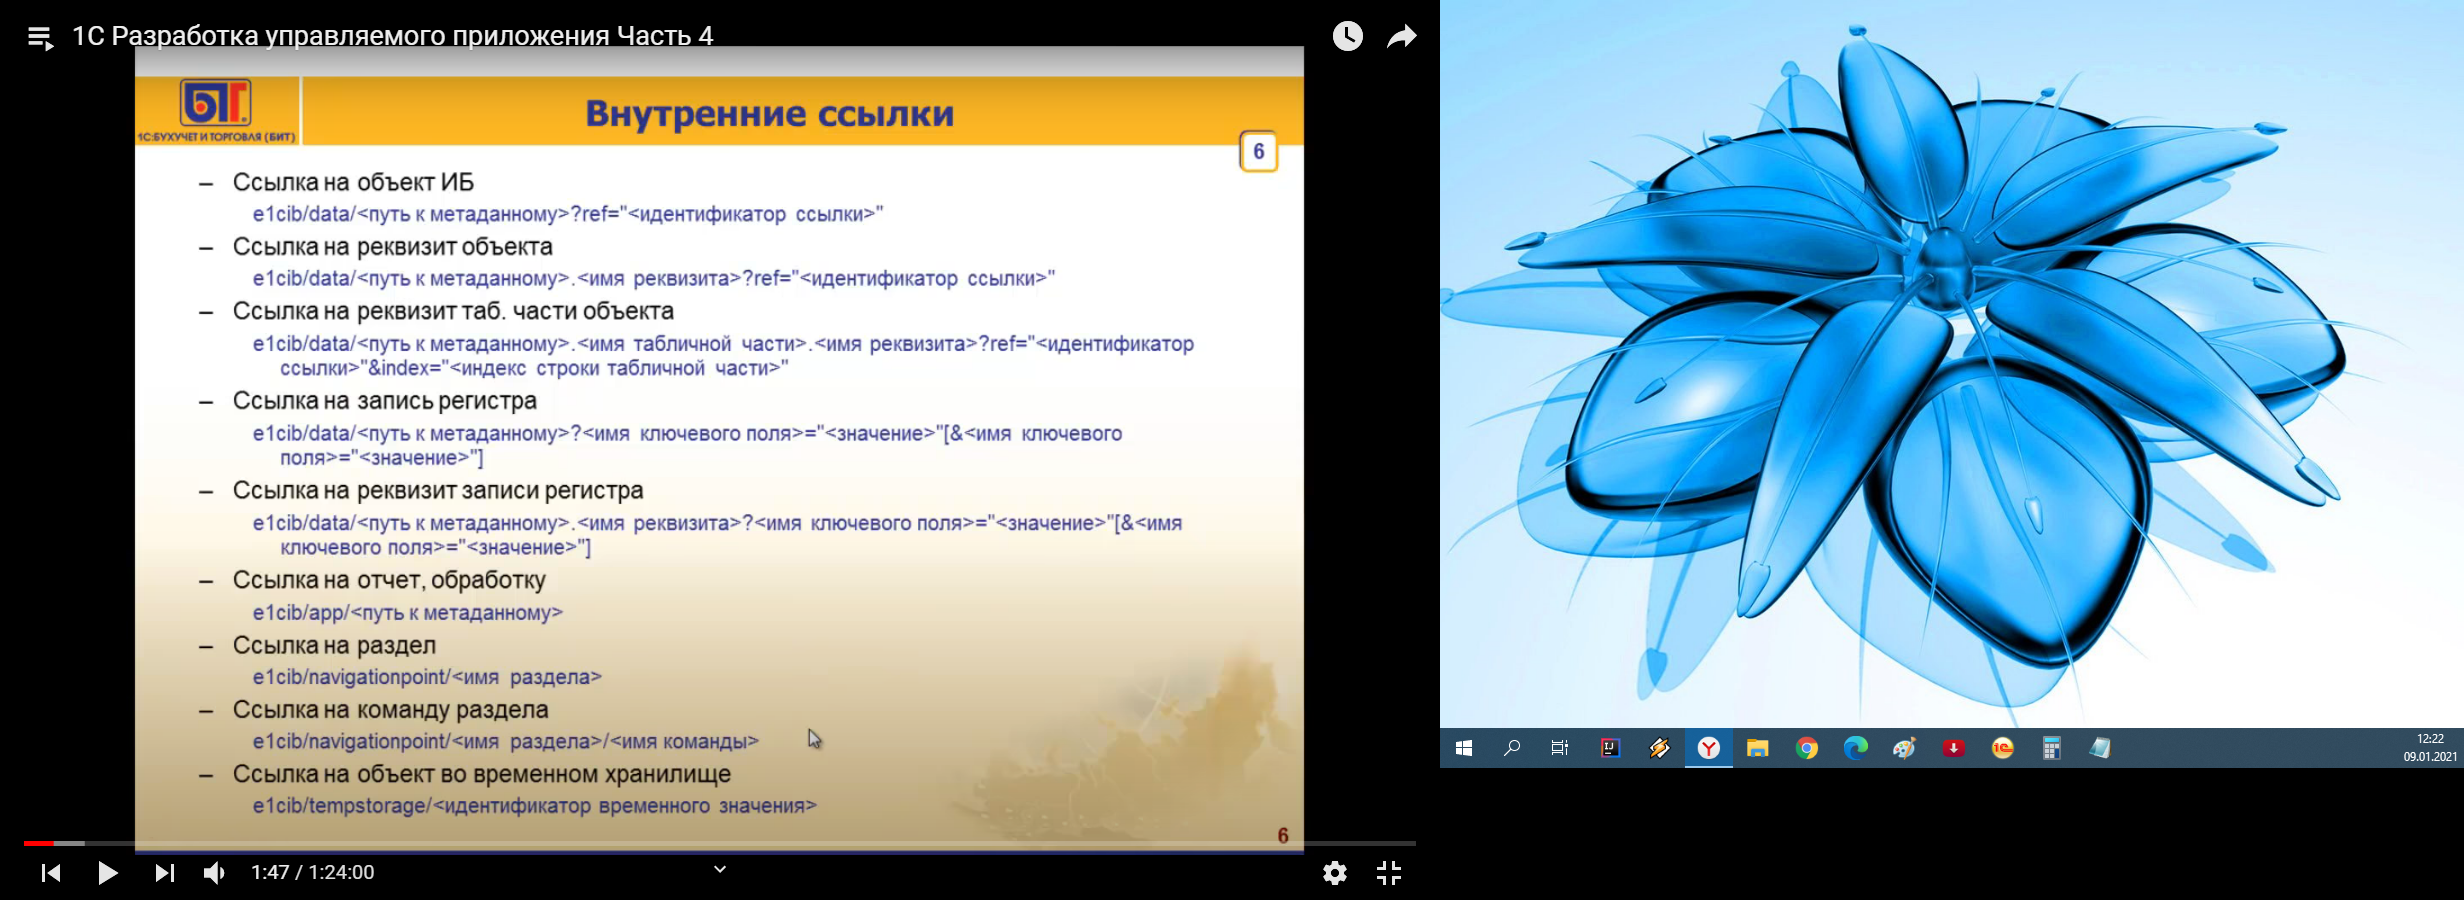 1С Разработка управляемого приложения Часть 4
БИТ.
1С:БУХУЧЕТ И ТОРГОВЛЯ (БИТ)
Внутренние ссылки
6
– Ссылка на объект ИБ
e1cib/data/<путь к метаданному>?ref="<идентификатор ссылки>"
– Ссылка на реквизит объекта
e1cib/data/<путь к метаданному>.<имя реквизита>?ref="<идентификатор ссылки>"
– Ссылка на реквизит таб. части объекта
e1cib/data/<путь к метаданному>.<имя табличной части>.<имя реквизита>?ref="<идентификатор
ссылки>"&index="<индекс строки табличной части>"
– Ссылка на запись регистра
e1cib/data/<путь к метаданному>?<имя ключевого поля>="<значение>"[&<имя ключевого
поля>="<значение>"]
– Ссылка на реквизит записи регистра
e1cib/data/<путь к метаданному>.<имя реквизита>?<имя ключевого поля>="<значение>"[&<имя
ключевого поля>="<значение>"]
– Ссылка на отчет, обработку
e1cib/app/<путь к метаданному>
– Ссылка на раздел
e1cib/navigationpoint/<имя раздела>
– Ссылка на команду раздела
e1cib/navigationpoint/<имя раздела>/<имя команды>
– Ссылка на объект во временном хранилище
e1cib/tempstorage/<идентификатор временного значения>
6
1:47 / 1:24:00
IJ
Y
1С
12:22
09.01.2021